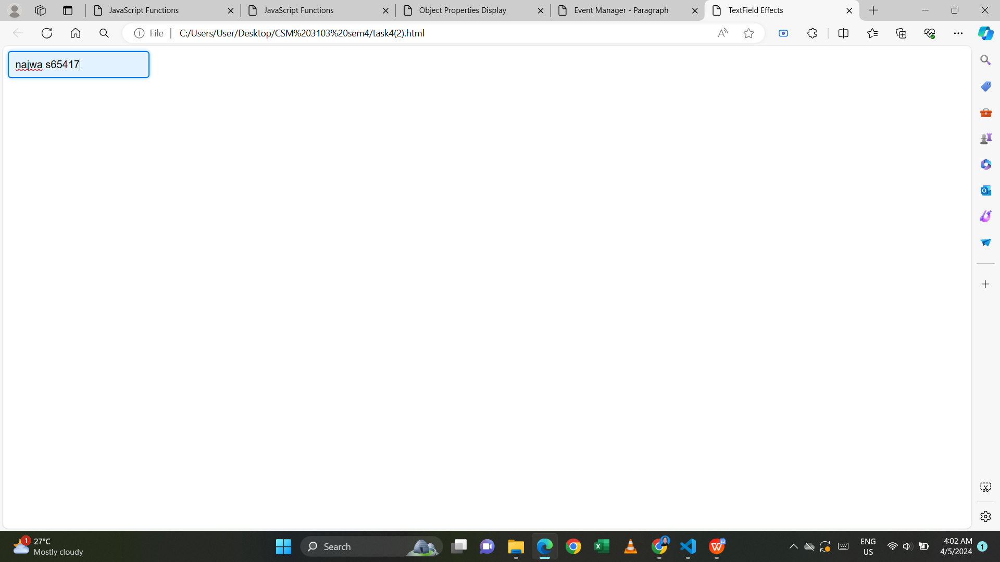 JavaScript Functions
JavaScript Functions
Object Properties Display
Event Manager - Paragraph
TextField Effects
File
C:/Users/User/Desktop/CSM%203103%20sem4/task4(2).html
najwa s65417
1
27°C
Mostly cloudy
Search
ENG
US
4:02 AM
4/5/2024
1